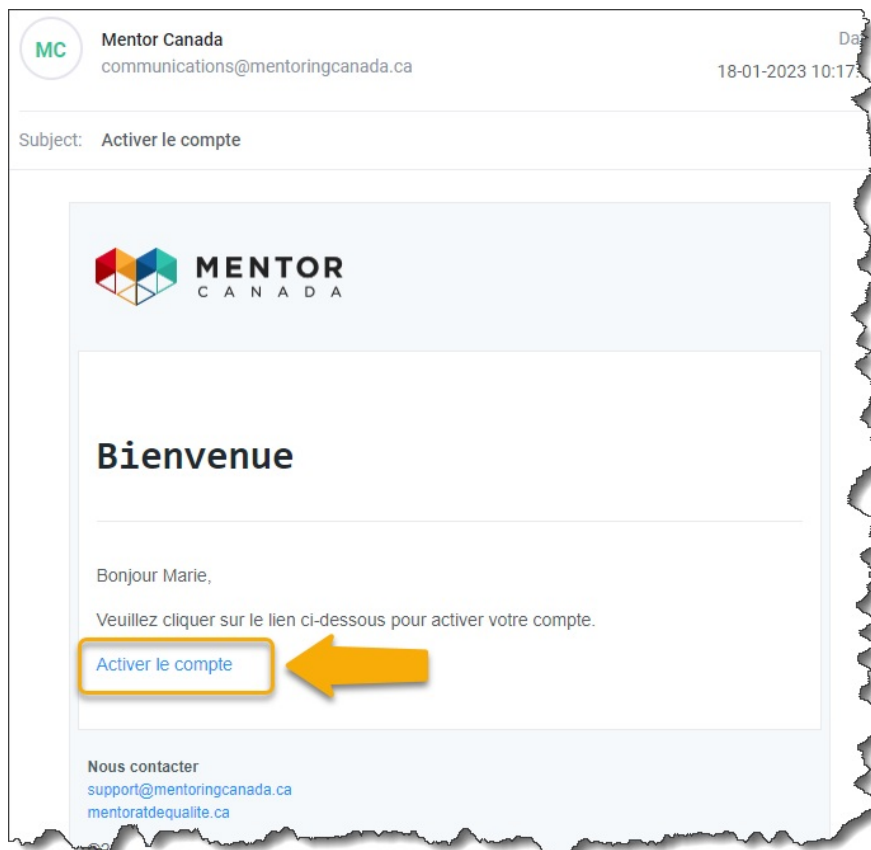 MC
Mentor Canada
communications@mentoringcanada.ca
18-01-2023 10:17
Subject: Activer le compte
MENTOR
CANADA
Bienvenue
Bonjour Marie,
Veuillez cliquer sur le lien ci-dessous pour activer votre compte.
Activer le compte
Nous contacter
support@mentoringcanada.ca
mentoratdequalite.ca